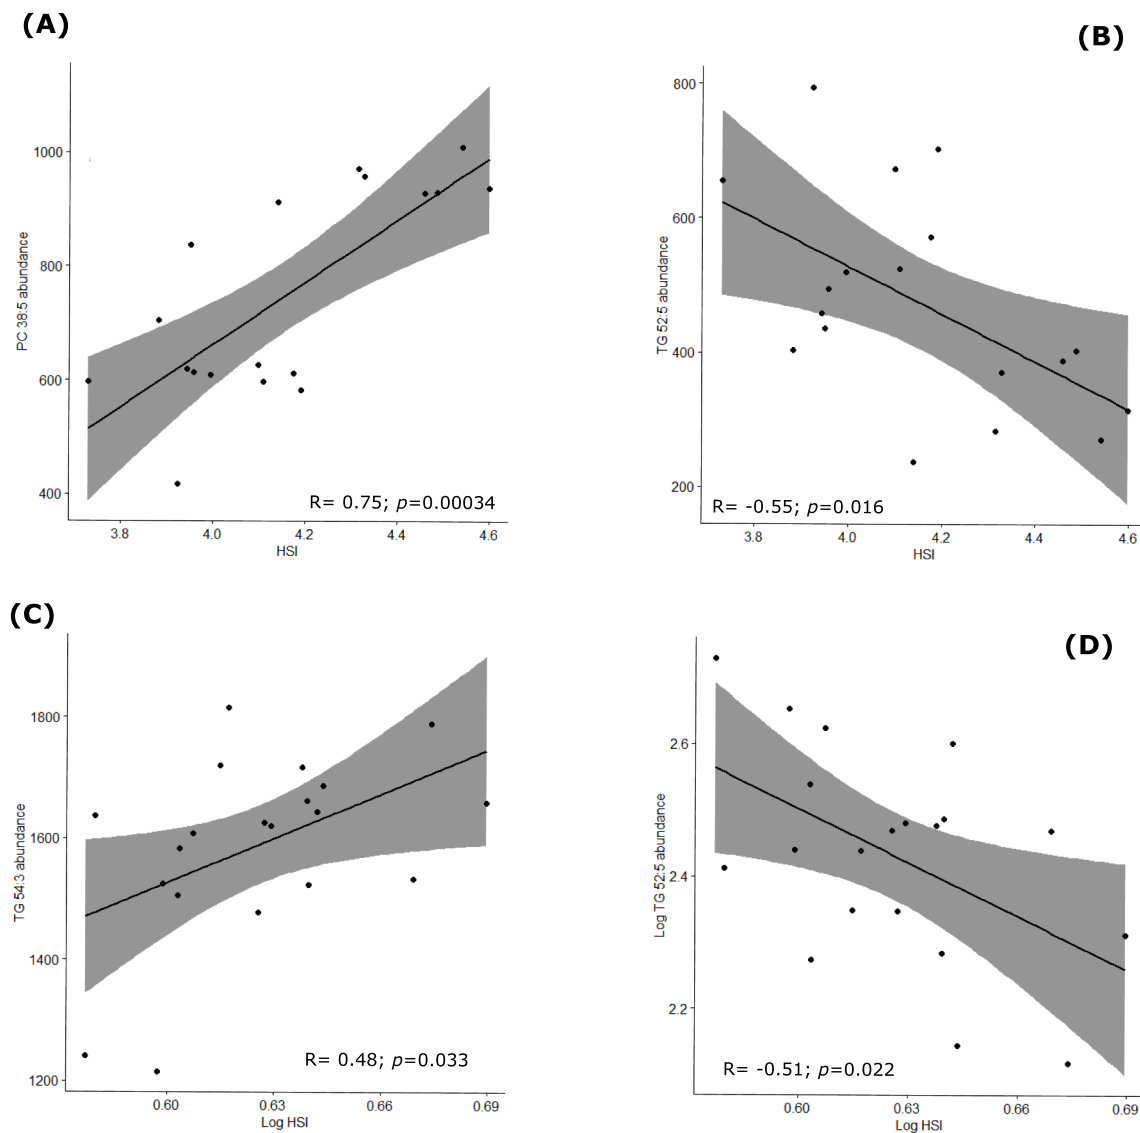 (A)
1000
800
600
400
PC 38:5 abundance
R= 0.75; p=0.00034
3.8 4.0 4.2 4.4 4.6
HSI
(B)
800
600
400
200
TG 52:5 abundance
R= -0.55; p=0.016
3.8 4.0 4.2 4.4 4.6
HSI
(C)
1800
1600
1400
1200
TG 54:3 abundance
R= 0.48; p=0.033
0.60 0.63 0.66 0.69
Log HSI
(D)
2.6
2.4
2.2
Log TG 52:5 abundance
R= -0.51; p=0.022
0.60 0.63 0.66 0.69
Log HSI